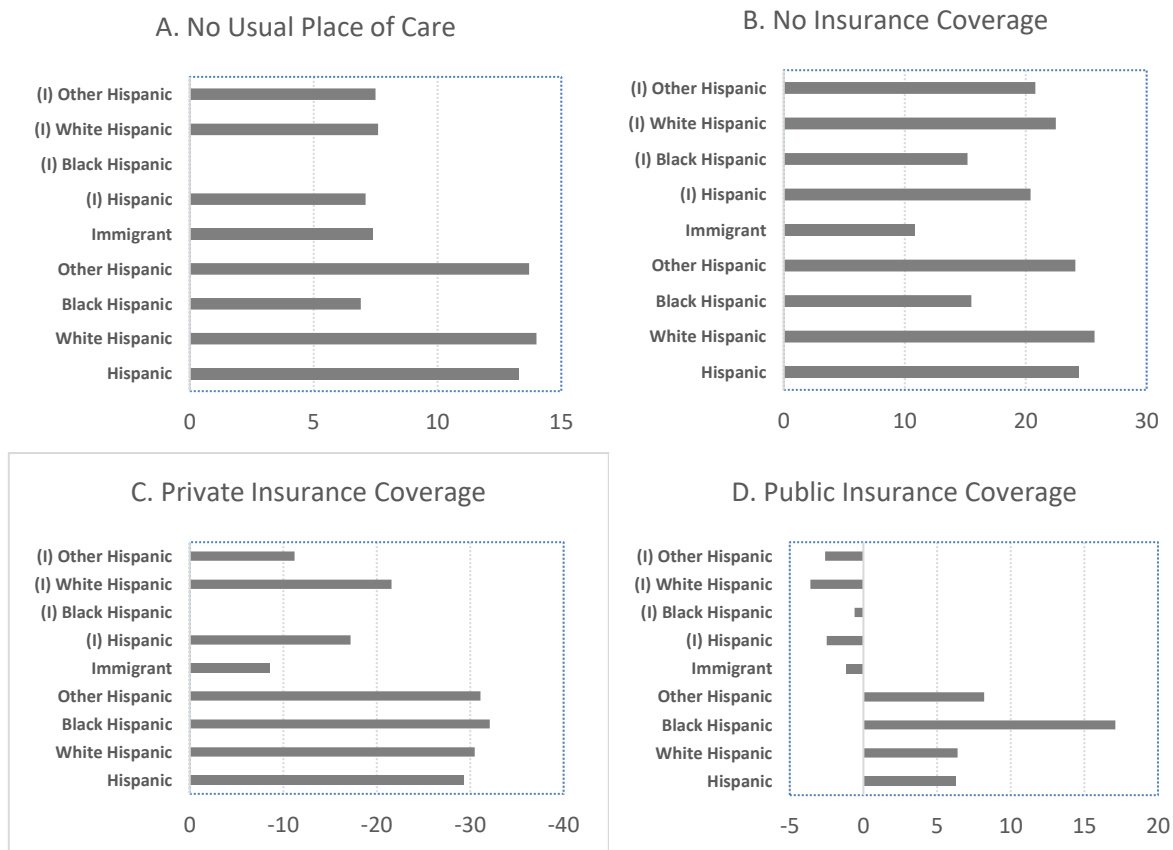 A. No Usual Place of Care
(I) Other Hispanic
(I) White Hispanic
(I) Black Hispanic
(I) Hispanic
Immigrant
Other Hispanic
Black Hispanic
White Hispanic
Hispanic
0 5 10 15
B. No Insurance Coverage
(I) Other Hispanic
(I) White Hispanic
(I) Black Hispanic
(I) Hispanic
Immigrant
Other Hispanic
Black Hispanic
White Hispanic
Hispanic
0 10 20 30
C. Private Insurance Coverage
(I) Other Hispanic
(I) White Hispanic
(I) Black Hispanic
(I) Hispanic
Immigrant
Other Hispanic
Black Hispanic
White Hispanic
Hispanic
0 -10 -20 -30 -40
D. Public Insurance Coverage
(I) Other Hispanic
(I) White Hispanic
(I) Black Hispanic
(I) Hispanic
Immigrant
Other Hispanic
Black Hispanic
White Hispanic
Hispanic
-5 0 5 10 15 20